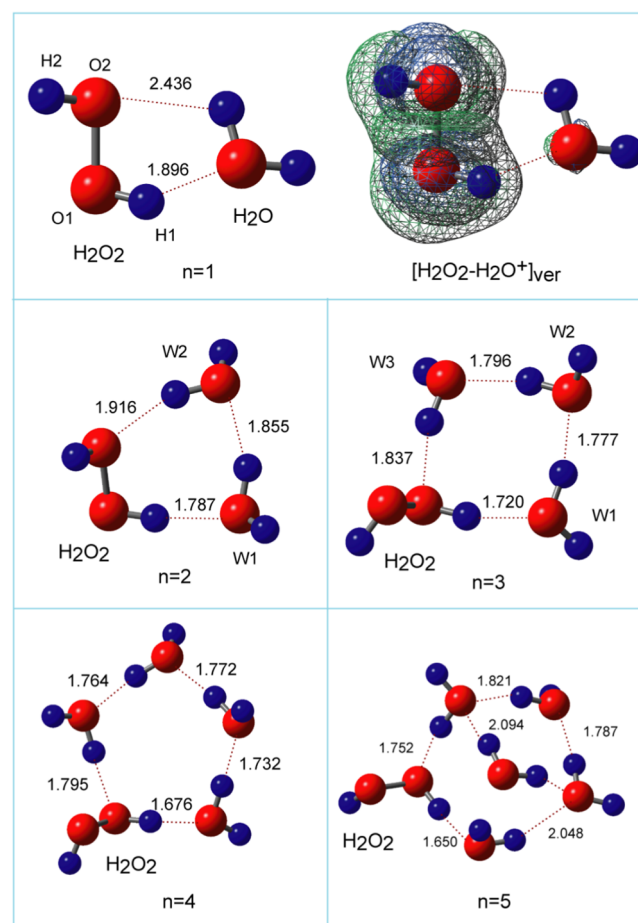 H2 O2
2.436
1.896
O1
H1
H2O
H2O2
n=1
[H2O2-H2O+]ver
W2
1.916
1.855
1.787
H2O2
W1
n=2
W2
W3
1.796
1.837
1.777
1.720
W1
H2O2
n=3
1.764
1.772
1.795
1.732
1.676
H2O2
n=4
1.821
2.094
1.752
1.787
H2O2
1.650
2.048
n=5